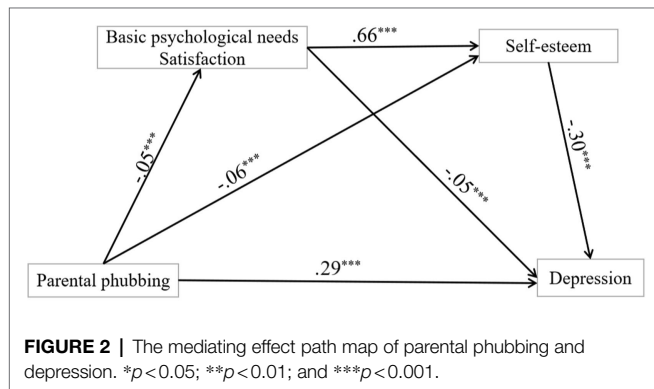 Basic psychological needs
Satisfaction
.66***
Self-esteem
-.05***
-.06***
-.05***
-.30***
Parental phubbing
.29***
Depression
FIGURE 2 | The mediating effect path map of parental phubbing and
depression. *p<0.05; **p<0.01; and ***p<0.001.